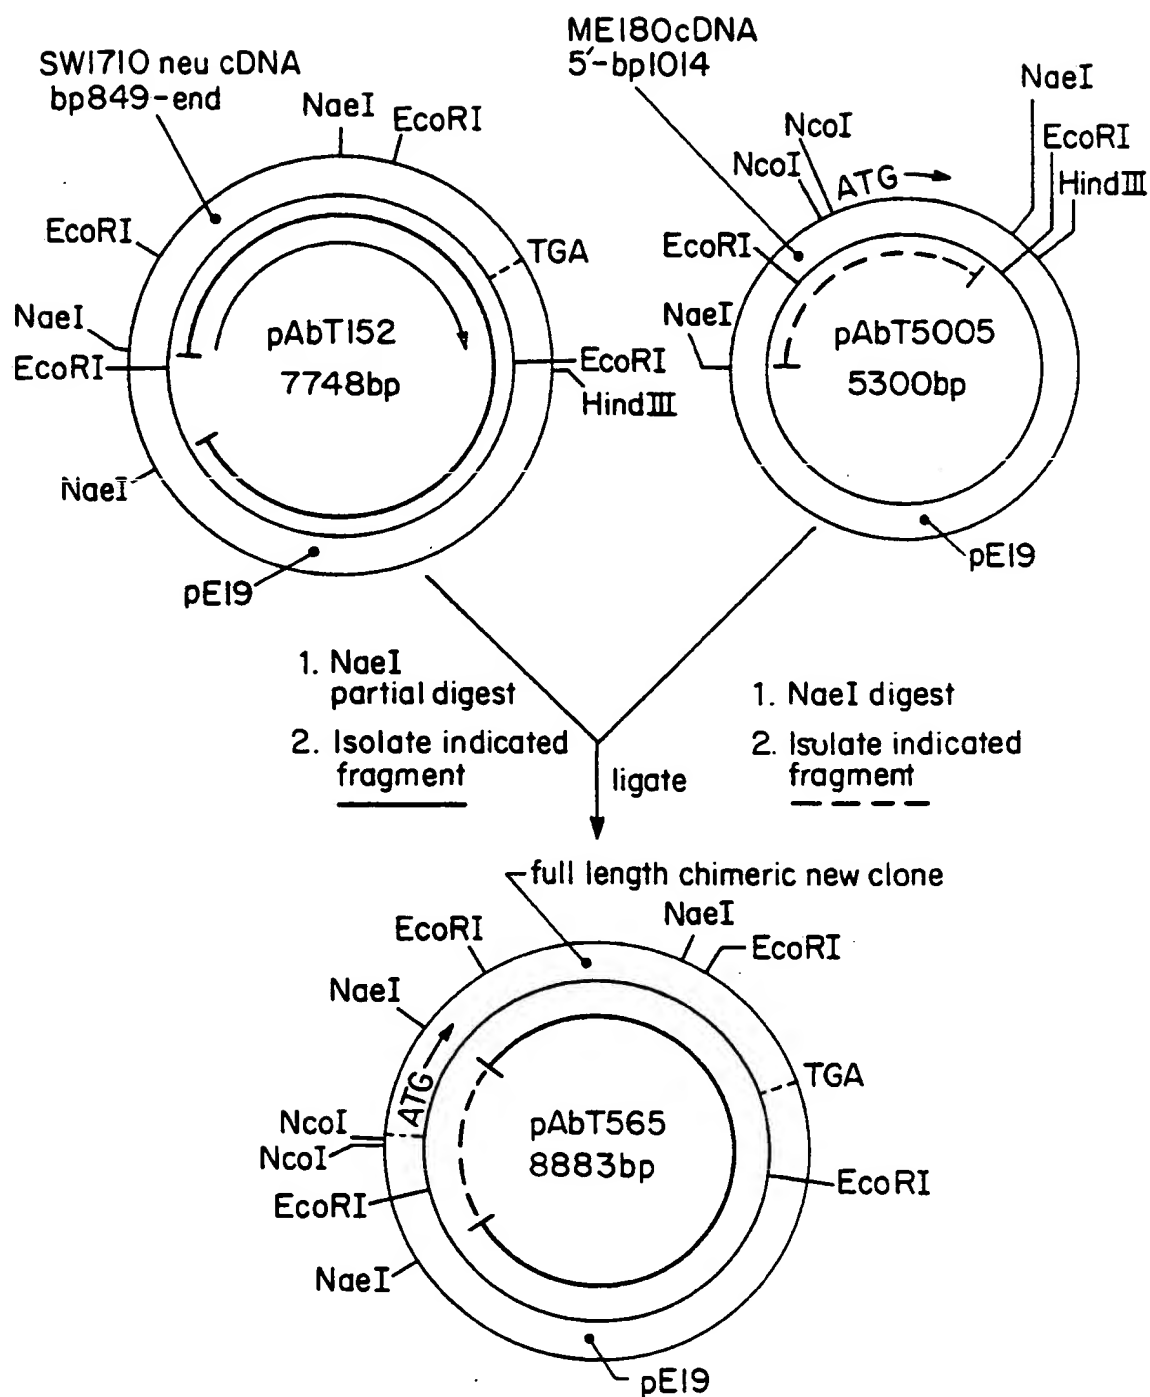 SW1710 neu cDNA
bp849-end
NaeI
EcoRI
EcoRI
NaeI
EcoRI
NaeI
TGA
EcoRI
HindIII
pAbT152
7748bp
pE19
ME180cDNA
5'-bp1014
NcoI
NcoI
ATG
NaeI
EcoRI
HindIII
EcoRI
NaeI
pAbT5005
5300bp
pE19
1. NaeI
partial digest
2. Isolate indicated
fragment
ligate
1. NaeI digest
2. Isulate indicated
fragment
full length chimeric new clone
NaeI
EcoRI
EcoRI
NaeI
ATG
TGA
NcoI
NcoI
EcoRI
NaeI
pAbT565
8883bp
EcoRI
pE19